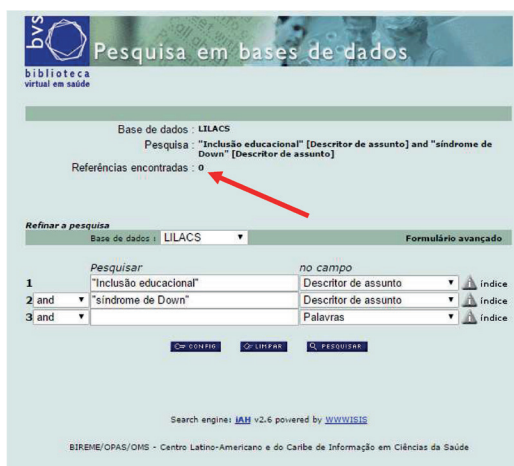 bvs
Pesquisa em bases de dados
biblioteca
virtual em saúde
Base de dados : LILACS
Pesquisa : "Inclusão educacional" [Descritor de assunto] and "síndrome de
Down" [Descritor de assunto]
Referências encontradas : 0
Refinar a pesquisa
Base de dados : LILACS Formulário avançado
Pesquisar no campo
1 "Inclusão educacional" Descritor de assunto índice
2 and "síndrome de Down" Descritor de assunto índice
3 and Palavras índice
CONFIG LIMPAR PESQUISAR
Search engine: iAH v2.6 powered by WWWISIS
BIREME/OPAS/OMS - Centro Latino-Americano e do Caribe de Informação em Ciências da Saúde